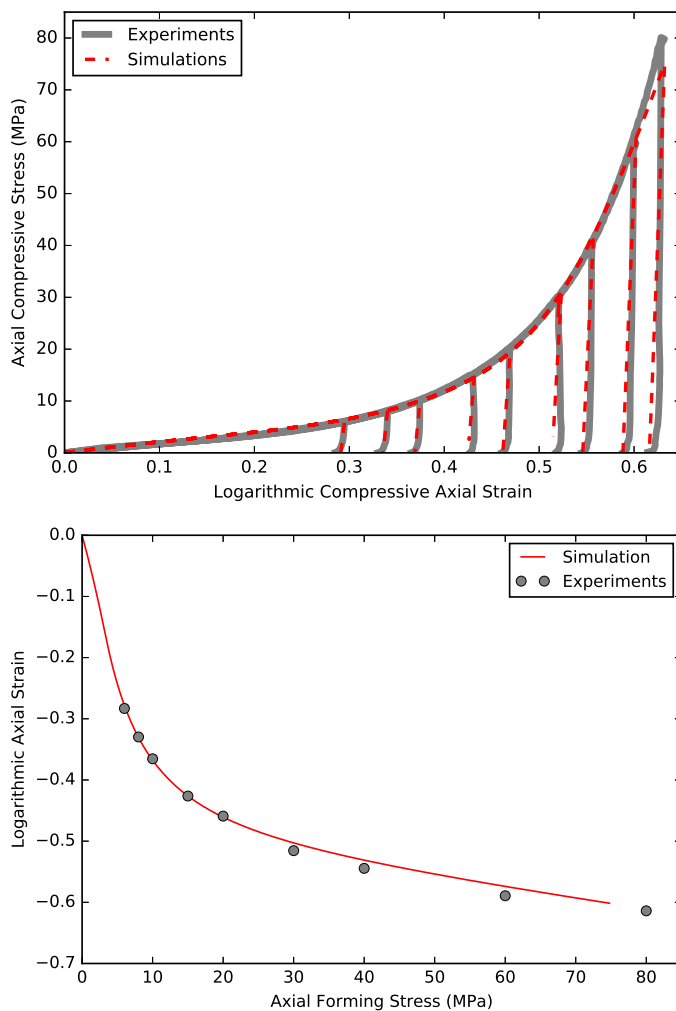 80
70
60
50
40
30
20
10
0
Axial Compressive Stress (MPa)
Experiments
Simulations
0.0 0.1 0.2 0.3 0.4 0.5 0.6
Logarithmic Compressive Axial Strain
0.0
−0.1
−0.2
−0.3
−0.4
−0.5
−0.6
−0.7
Logarithmic Axial Strain
Simulation
Experiments
0 10 20 30 40 50 60 70 80
Axial Forming Stress (MPa)